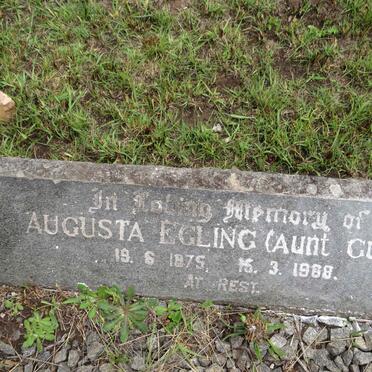 In Loving Memory of
AUGUSTA EGLING (AUNT GU
19. 6 1875, 15. 3. 1968.
AT REST.